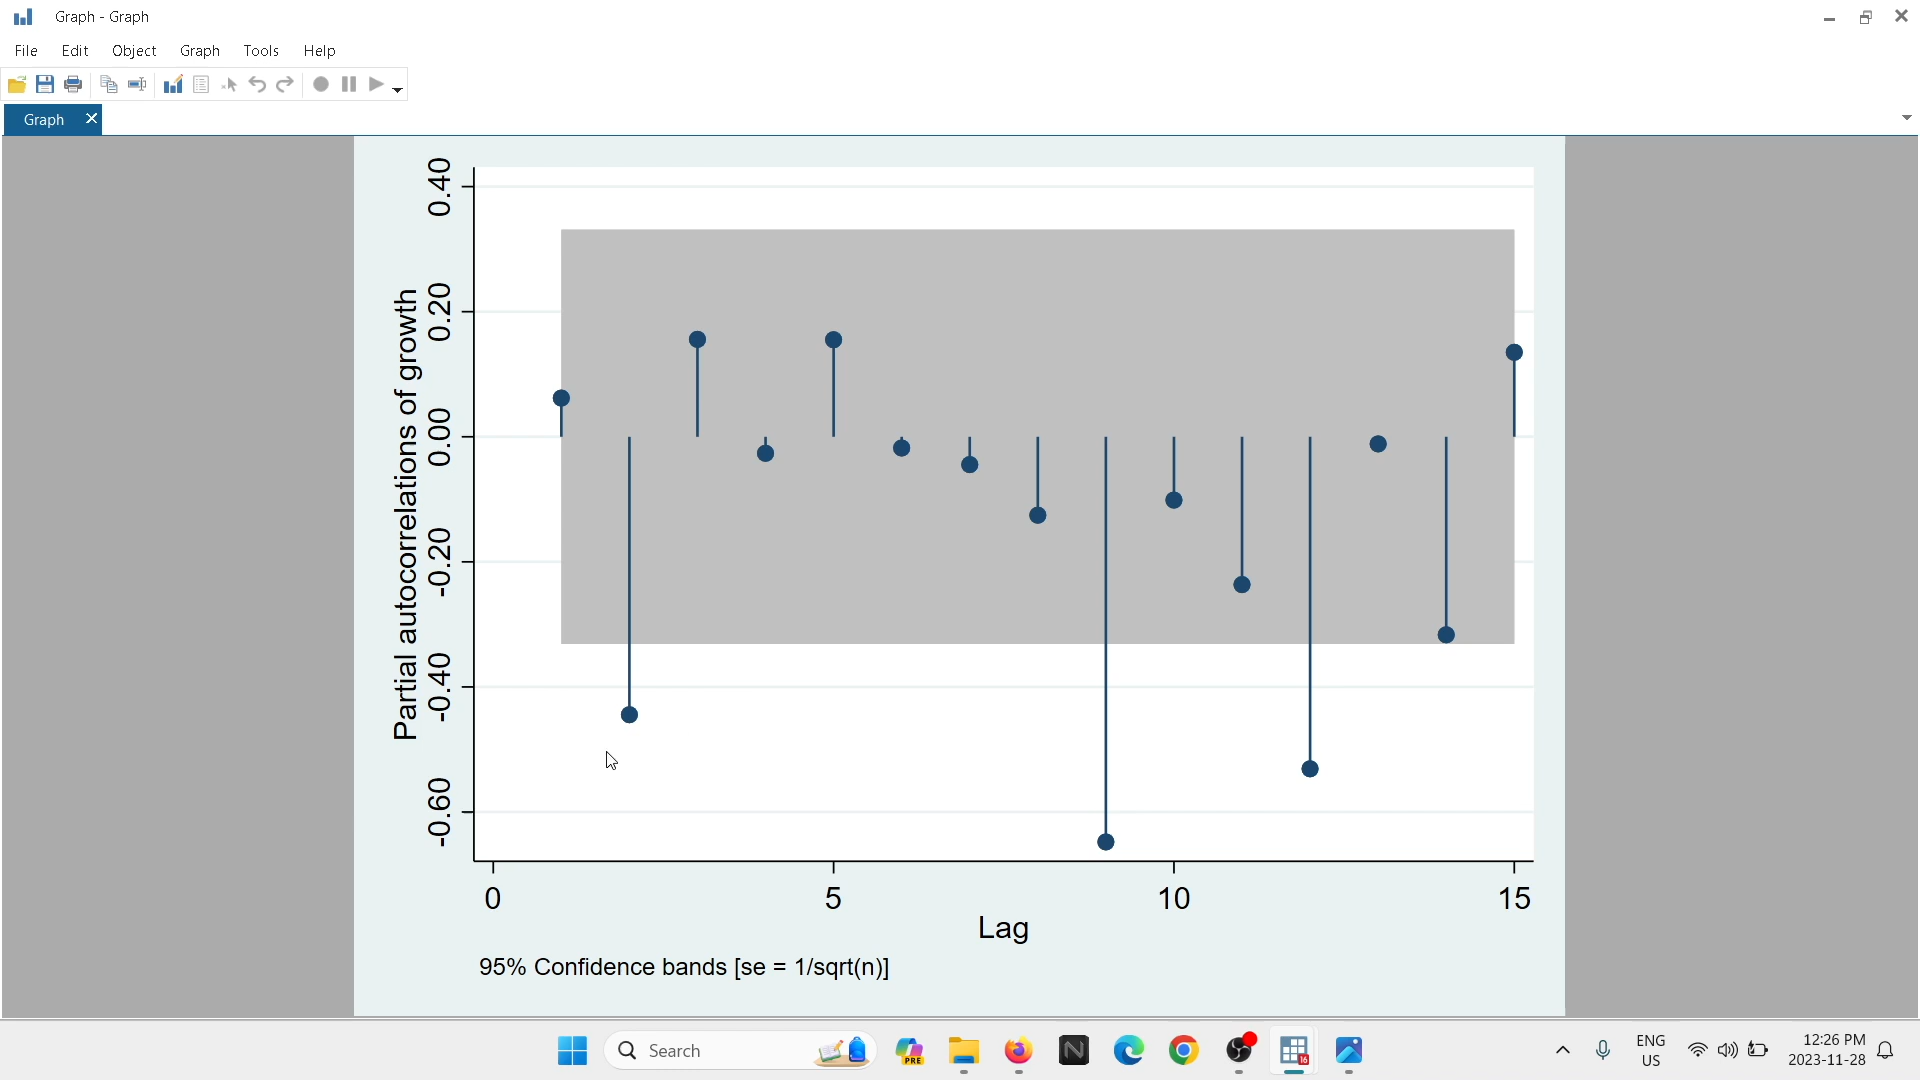 Graph - Graph
File Edit Object Graph Tools Help
Graph
Partial autocorrelations of growth
0.40
0.20
0.00
-0.20
-0.40
-0.60
0 5 10 15
Lag
95% Confidence bands [se = 1/sqrt(n)]
Search
PRE
N
16
ENG
US
12:26 PM
2023-11-28